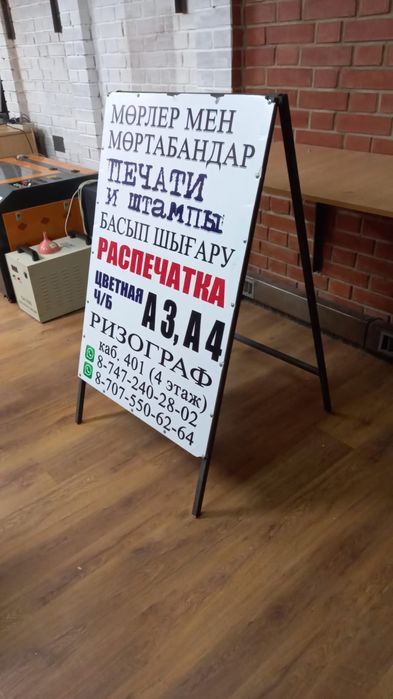 МӨРЛЕР МЕН
МӨРТАБАНДАР
ПЕЧАТИ
и штампы
БАСЫП ШЫҒАРУ
РАСПЕЧАТКА
ЦВЕТНАЯ
Ч/Б
А3, А4
РИЗОГРАФ
каб. 401 (4 этаж)
8-747-240-28-02
8-707-550-62-64